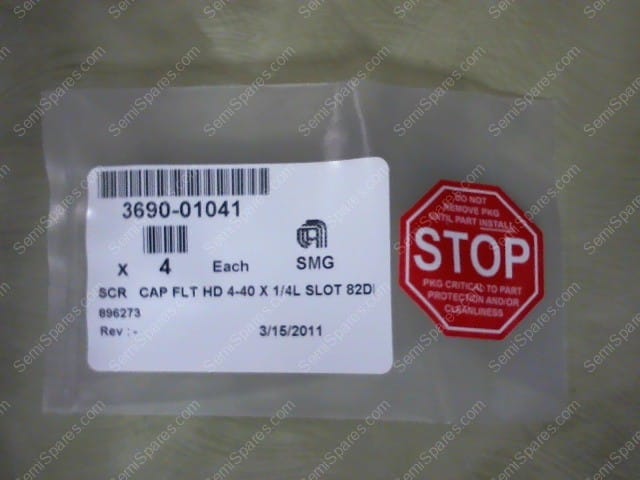 3690-01041
x 4 Each SMG
SCR CAP FLT HD 4-40 X 1/4L SLOT 82D
896273
Rev : - 3/15/2011
DO NOT
REMOVE PKG
UNTIL PART INSTALL
STOP
PKG CRITICAL TO PART
PROTECTION AND/OR
CLEANLINESS
SemiSpares.com